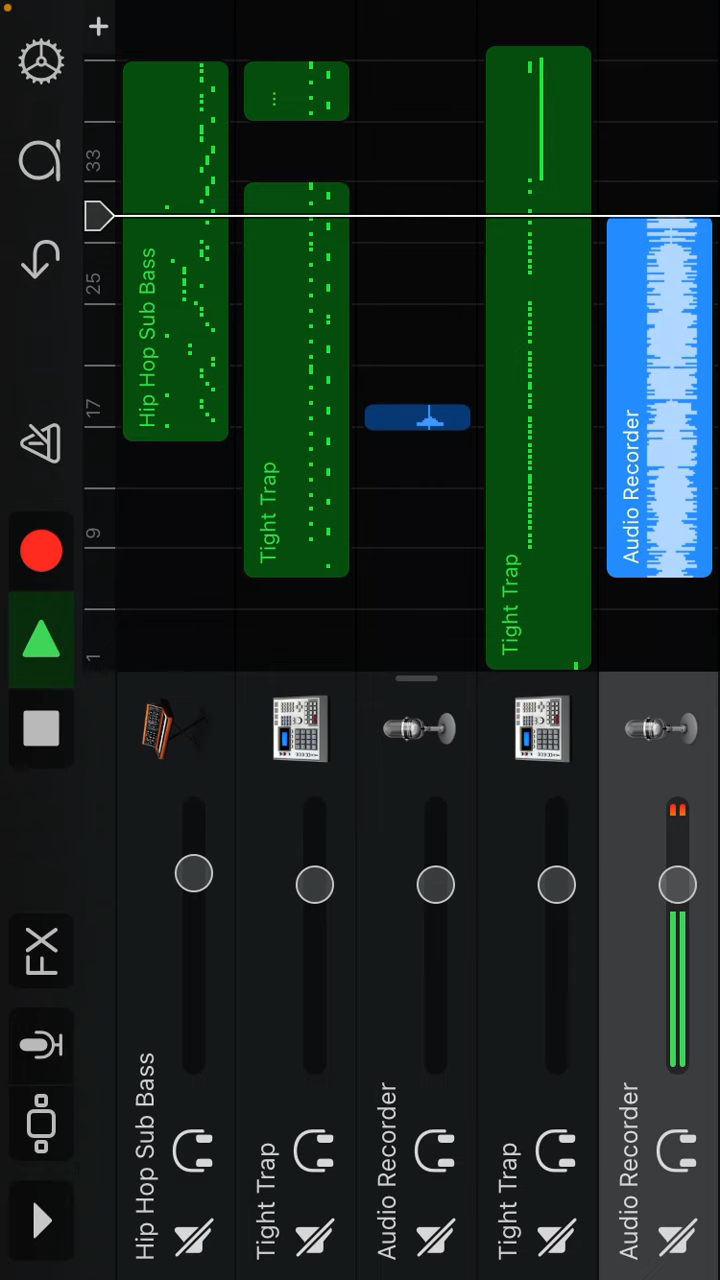 FX
1
9
17
25
33
Hip Hop Sub Bass
Hip Hop Sub Bass
Tight Trap
Tight Trap
Audio Recorder
Tight Trap
Tight Trap
Audio Recorder
Audio Recorder